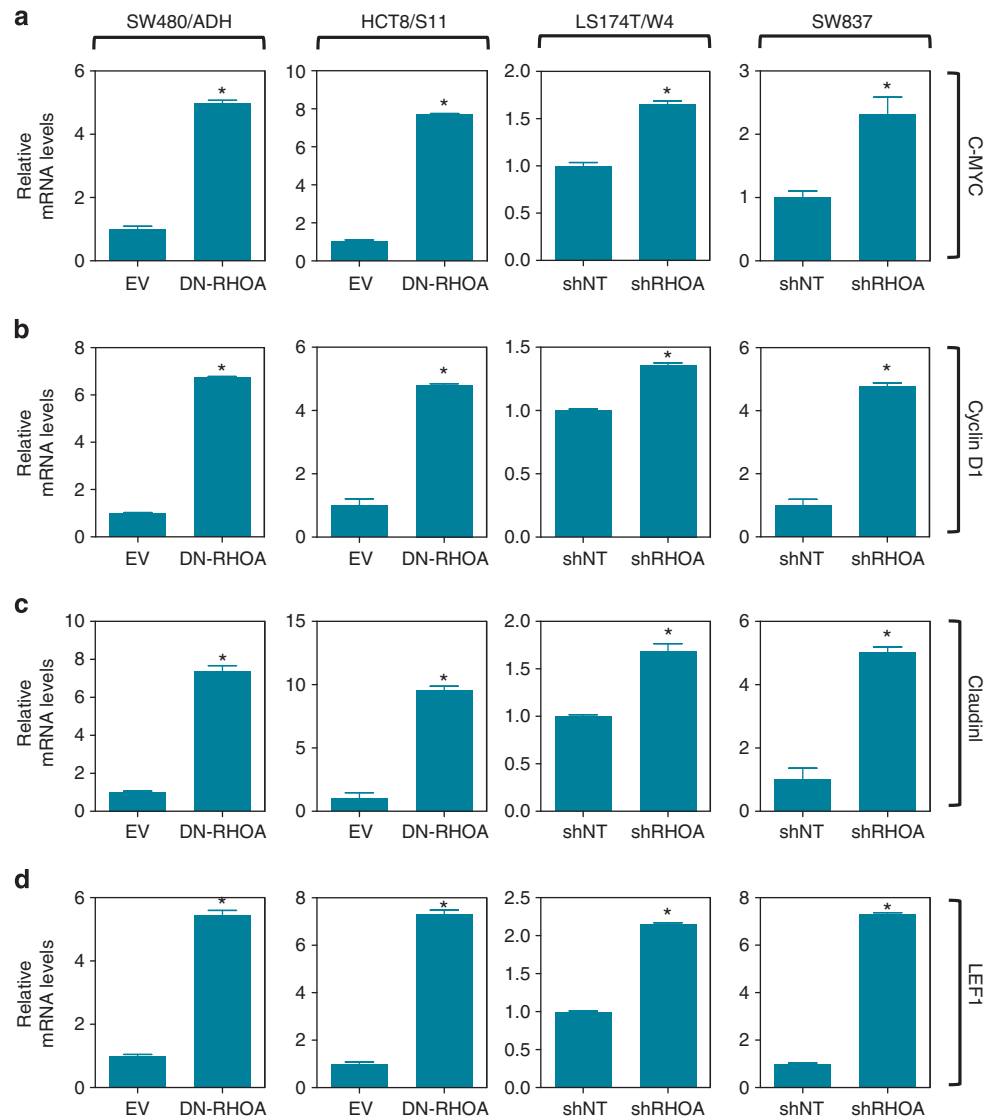 a
SW480/ADH HCT8/S11 LS174T/W4 SW837
Relative
mRNA levels
6
4
2
0
EV DN-RHOA
*
10
8
6
4
2
0
EV DN-RHOA
*
2.0
1.5
1.0
0.5
0.0
shNT shRHOA
*
3
2
1
0
shNT shRHOA
*
C-MYC
b
Relative
mRNA levels
8
6
4
2
0
EV DN-RHOA
*
6
4
2
0
EV DN-RHOA
*
1.5
1.0
0.5
0.0
shNT shRHOA
*
6
4
2
0
shNT shRHOA
*
Cyclin D1
c
Relative
mRNA levels
10
8
6
4
2
0
EV DN-RHOA
*
15
10
5
0
EV DN-RHOA
*
2.0
1.5
1.0
0.5
0.0
shNT shRHOA
*
6
4
2
0
shNT shRHOA
*
ClaudinI
d
Relative
mRNA levels
6
4
2
0
EV DN-RHOA
*
8
6
4
2
0
EV DN-RHOA
*
2.5
2.0
1.5
1.0
0.5
0.0
shNT shRHOA
*
8
6
4
2
0
shNT shRHOA
*
LEF1